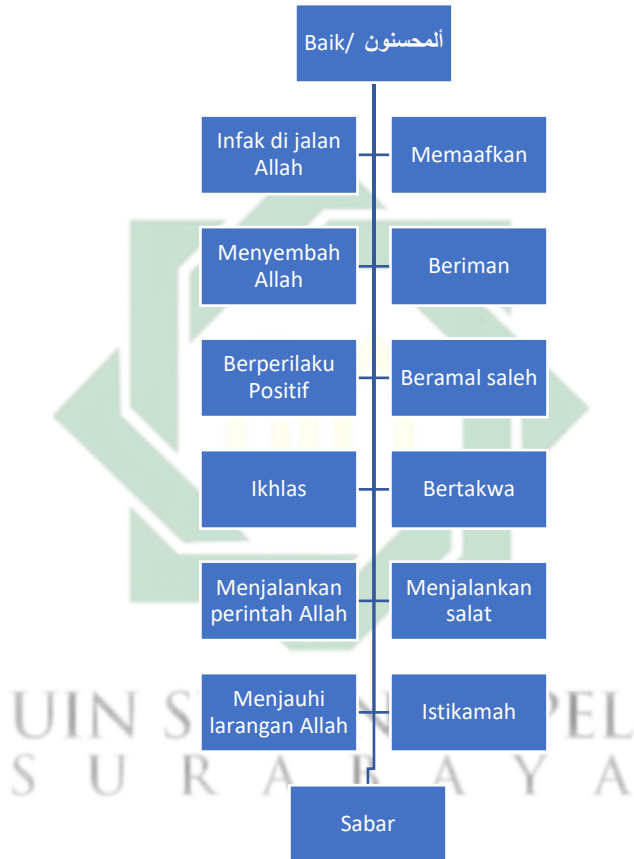 Baik/ ألمحسنون
Infak di jalan
Allah
Memaafkan
Menyembah
Allah
Beriman
Berperilaku
Positif
Beramal saleh
Ikhlas
Bertakwa
Menjalankan
perintah Allah
Menjalankan
salat
Menjauhi
larangan Allah
Istikamah
Sabar
UIN S
PEL
S U R A B A Y A